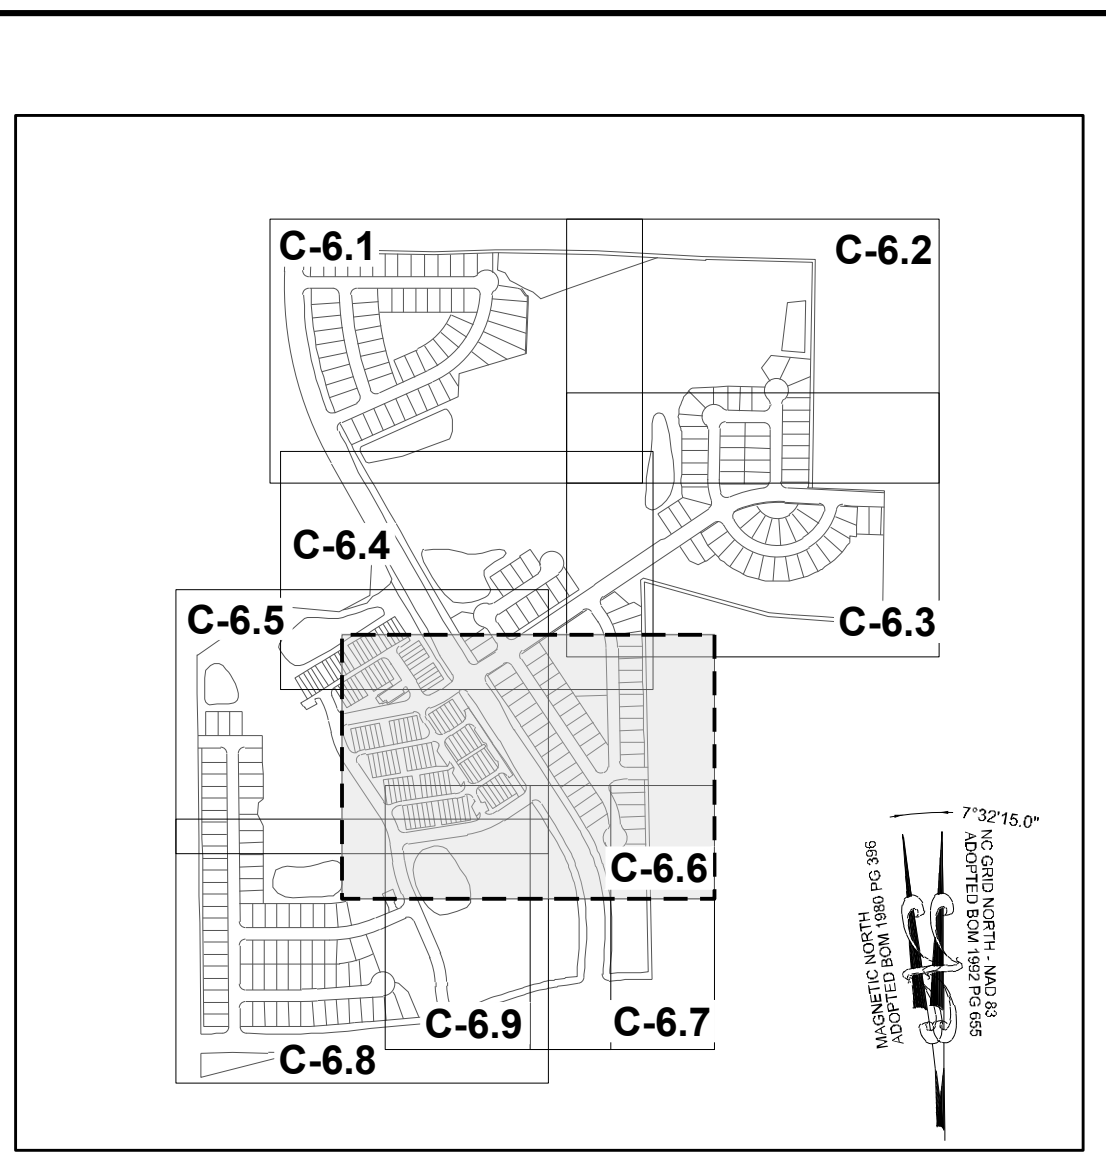 C-6.1
C-6.2
C-6.4
C-6.5
C-6.3
C-6.6
C-6.9
C-6.7
C-6.8
7°32'15.0"
MAGNETIC NORTH
ADOPTED BOM 1980 PG 396
NC GRID NORTH - NAD 83
ADOPTED BOM 1992 PG 655